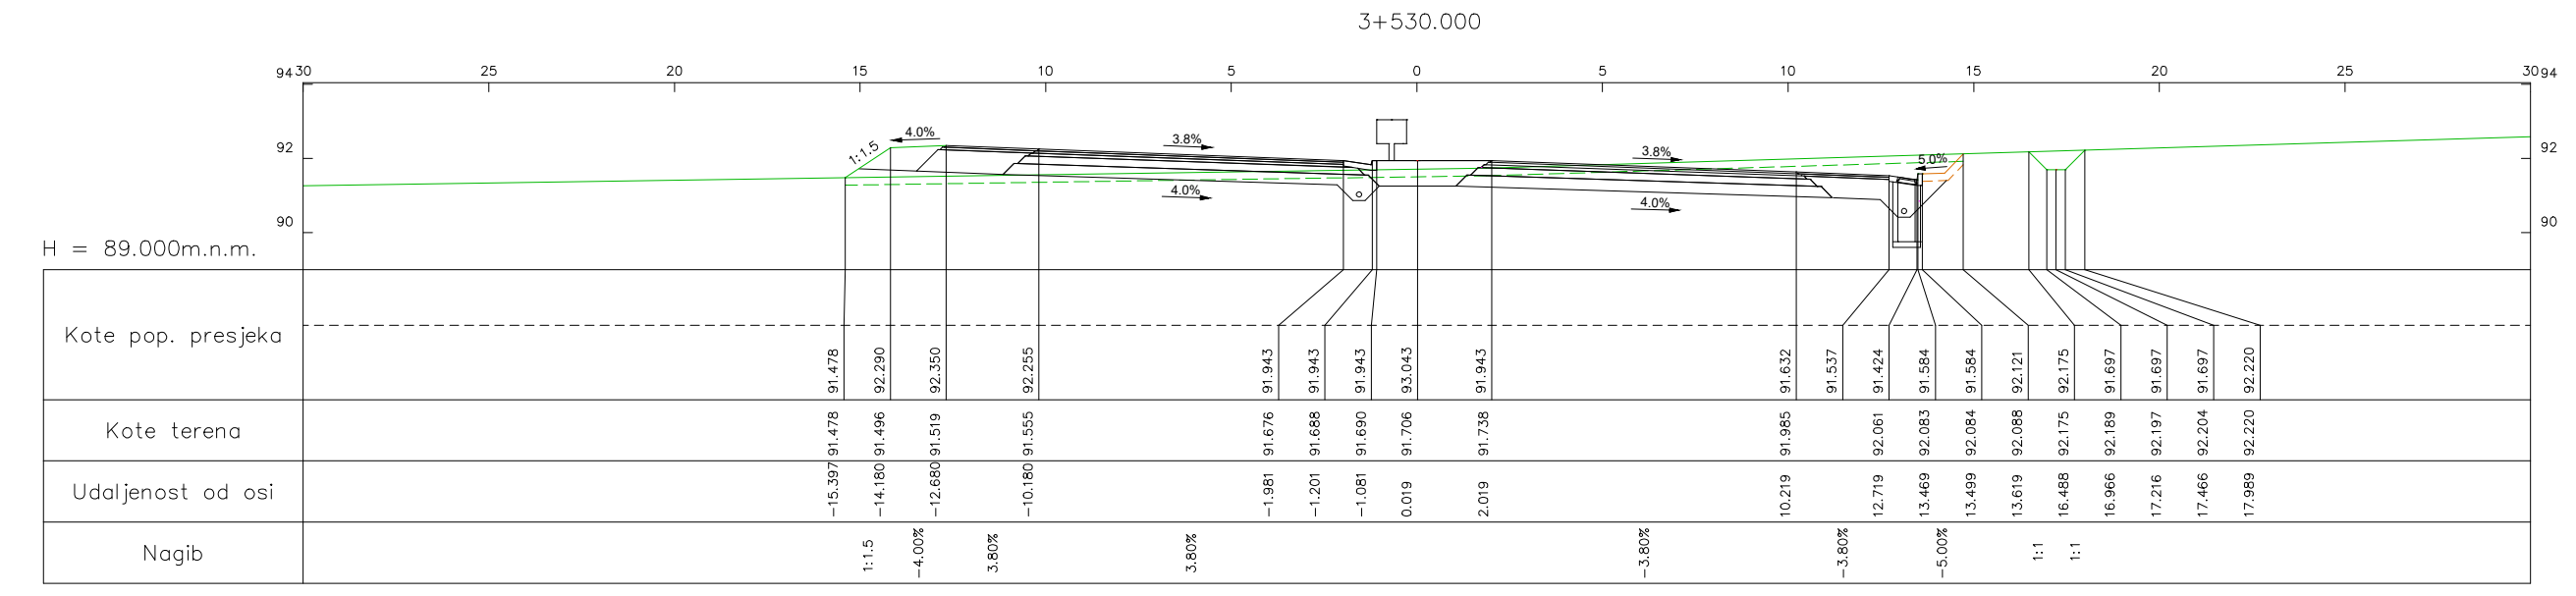 3+530.000
94 30 25 20 15 10 5 0 5 10 15 20 25 30 94
1:1.5 4.0% 3.8% 3.8% 5.0%
92 92
4.0% 4.0%
90 90
H = 89.000m.n.m.
Kote pop. presjeka 91.478 92.290 92.350 92.255 91.943 91.943 91.943 93.043 91.943 91.632 91.537 91.424 91.584 91.584 92.121 92.175 91.697 91.697 91.697 92.220
Kote terena 91.478 91.496 91.519 91.555 91.676 91.688 91.690 91.706 91.738 91.985 92.061 92.083 92.084 92.088 92.175 92.189 92.197 92.204 92.220
Udaljenost od osi -15.397 -14.180 -12.680 -10.180 -1.981 -1.201 -1.081 0.019 2.019 10.219 12.719 13.469 13.499 13.619 16.488 16.966 17.216 17.466 17.989
Nagib 1:1.5 -4.00% 3.80% 3.80% -3.80% -3.80% -5.00% 1:1 1:1